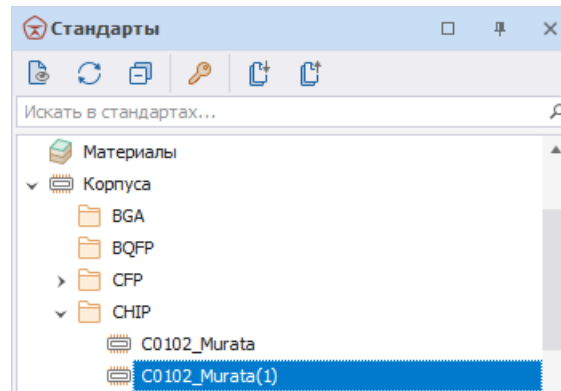 Стандарты
Искать в стандартах...
Материалы
Корпуса
BGA
BQFP
CFP
CHIP
C0102_Murata
C0102_Murata(1)